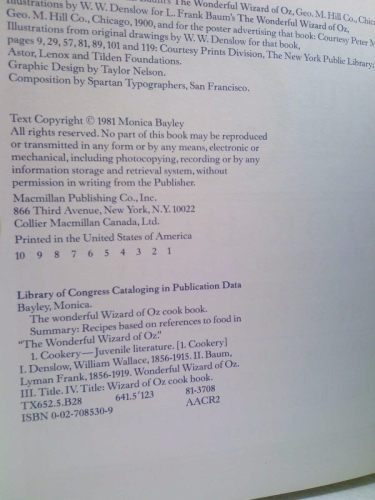 Illustrations by W. W. Denslow for L. Frank Baum's The Wonderful Wizard of Oz, Geo. M. Hill Co., Chica
Geo. M. Hill Co., Chicago, 1900, and for the poster advertising that book: Courtesy Peter M
Illustrations from original drawings by W. W. Denslow for that book,
pages 9, 29, 57, 81, 89, 101 and 119: Courtesy Prints Division, The New York Public Library;
Astor, Lenox and Tilden Foundations.
Graphic Design by Taylor Nelson.
Composition by Spartan Typographers, San Francisco.
Text Copyright © 1981 Monica Bayley
All rights reserved. No part of this book may be reproduced
or transmitted in any form or by any means, electronic or
mechanical, including photocopying, recording or by any
information storage and retrieval system, without
permission in writing from the Publisher.
Macmillan Publishing Co., Inc.
866 Third Avenue, New York, N.Y. 10022
Collier Macmillan Canada, Ltd.
Printed in the United States of America
10 9 8 7 6 5 4 3 2 1
Library of Congress Cataloging in Publication Data
Bayley, Monica.
The wonderful Wizard of Oz cook book.
Summary: Recipes based on references to food in
"The Wonderful Wizard of Oz."
1. Cookery—Juvenile literature. [1. Cookery]
I. Denslow, William Wallace, 1856-1915. II. Baum,
Lyman Frank, 1856-1919. Wonderful Wizard of Oz.
III. Title. IV. Title: Wizard of Oz cook book.
TX652.5.B28 641.5'123 81-3708
ISBN 0-02-708530-9 AACR2